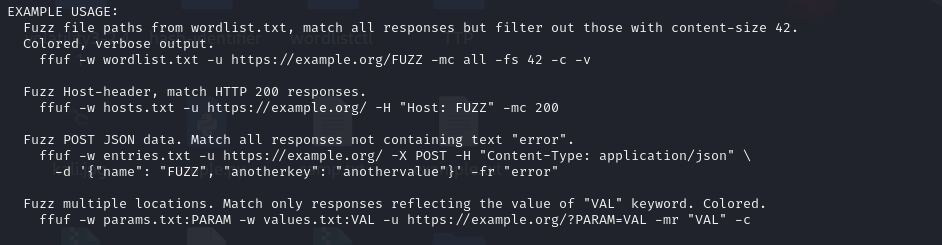 EXAMPLE USAGE:
Fuzz file paths from wordlist.txt, match all responses but filter out those with content-size 42.
Colored, verbose output.
ffuf -w wordlist.txt -u https://example.org/FUZZ -mc all -fs 42 -c -v
Fuzz Host-header, match HTTP 200 responses.
ffuf -w hosts.txt -u https://example.org/ -H "Host: FUZZ" -mc 200
Fuzz POST JSON data. Match all responses not containing text "error".
ffuf -w entries.txt -u https://example.org/ -X POST -H "Content-Type: application/json" \
-d '{"name": "FUZZ", "anotherkey": "anothervalue"}' -fr "error"
Fuzz multiple locations. Match only responses reflecting the value of "VAL" keyword. Colored.
ffuf -w params.txt:PARAM -w values.txt:VAL -u https://example.org/?PARAM=VAL -mr "VAL" -c